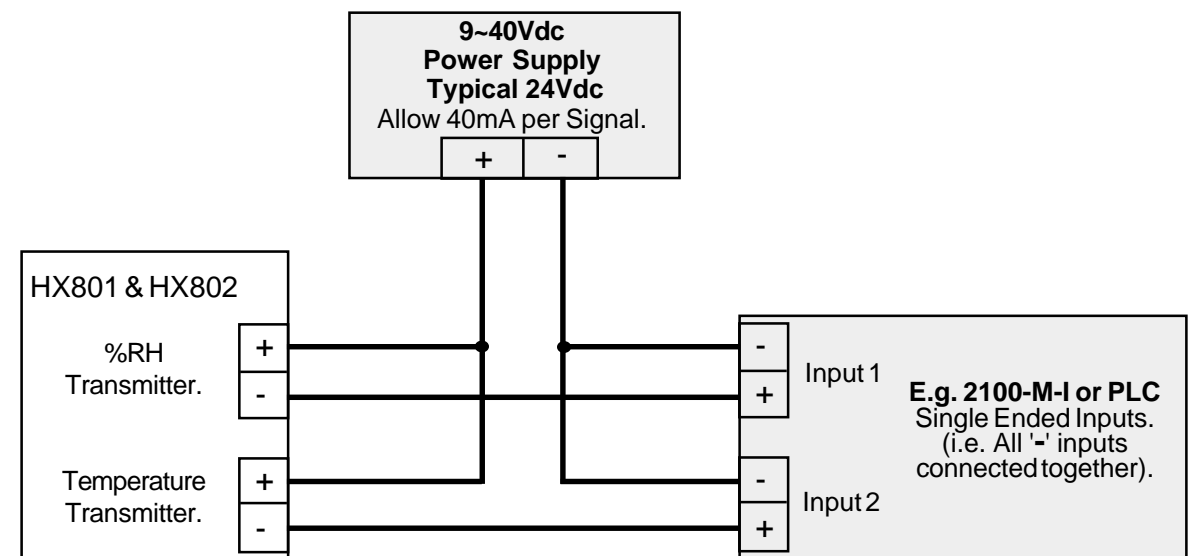 9~40Vdc
Power Supply
Typical 24Vdc
Allow 40mA per Signal.
+ -
HX801 & HX802
%RH
Transmitter.
+
-
Temperature
Transmitter.
+
-
-
+
Input 1
-
+
Input 2
E.g. 2100-M-I or PLC
Single Ended Inputs.
(i.e. All '-' inputs
connected together).